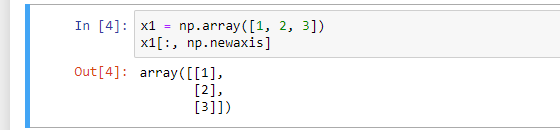 In [4]: x1 = np.array([1, 2, 3])
x1[:, np.newaxis]
Out[4]: array([[1],
[2],
[3]])